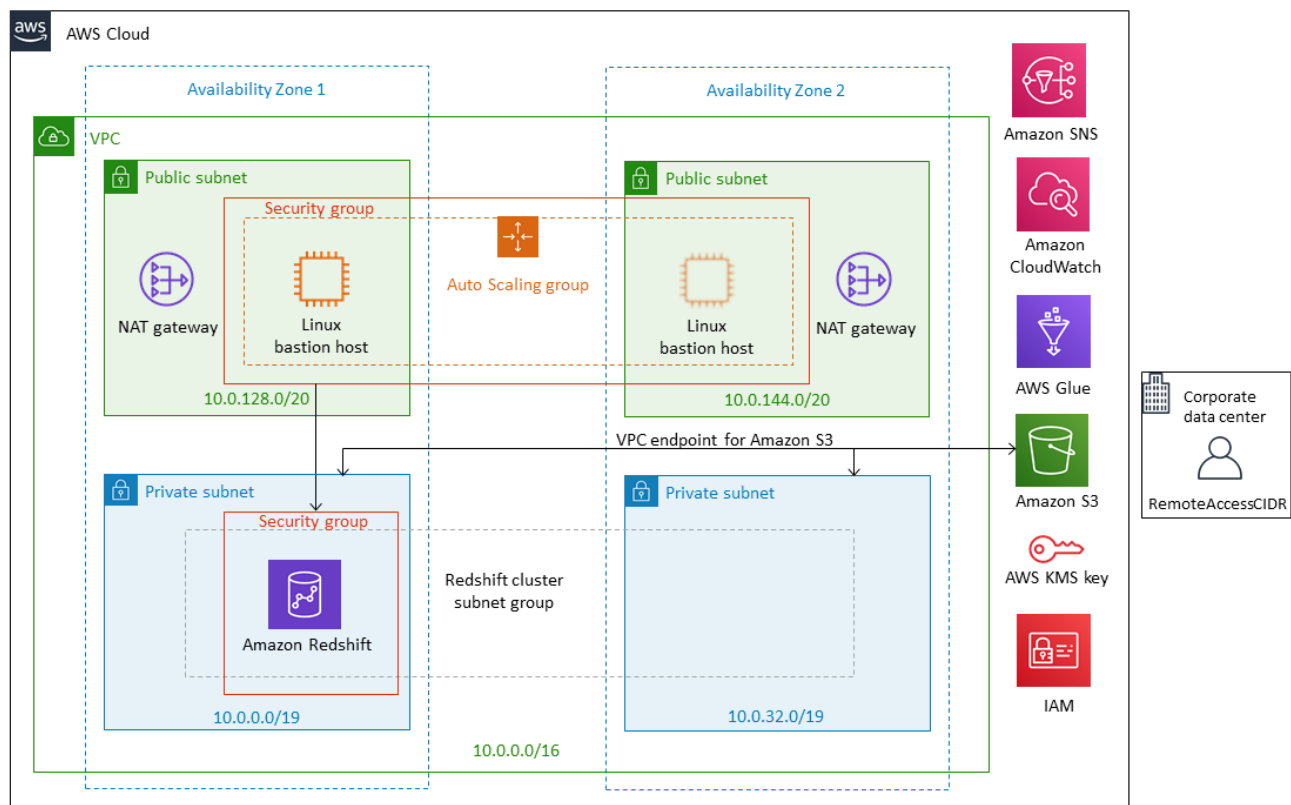 aws
AWS Cloud
Availability Zone 1
Availability Zone 2
VPC
Public subnet
Public subnet
Security group
Auto Scaling group
NAT gateway
Linux
bastion host
Linux
bastion host
NAT gateway
10.0.128.0/20
10.0.144.0/20
VPC endpoint for Amazon S3
Private subnet
Private subnet
Security group
Amazon Redshift
Redshift cluster
subnet group
10.0.0.0/19
10.0.32.0/19
10.0.0.0/16
Amazon SNS
Amazon
CloudWatch
AWS Glue
Amazon S3
AWS KMS key
IAM
Corporate
data center
RemoteAccessCIDR